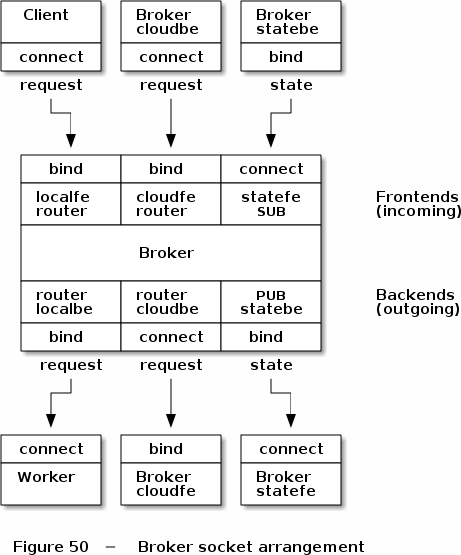 Client
Broker
cloudbe
Broker
statebe
connect
connect
bind
request
request
state
bind
bind
connect
localfe
router
cloudfe
router
statefe
SUB
Frontends
(incoming)
Broker
router
localbe
router
cloudbe
PUB
statebe
Backends
(outgoing)
bind
connect
bind
request
request
state
connect
bind
connect
Worker
Broker
cloudfe
Broker
statefe
Figure 50 – Broker socket arrangement